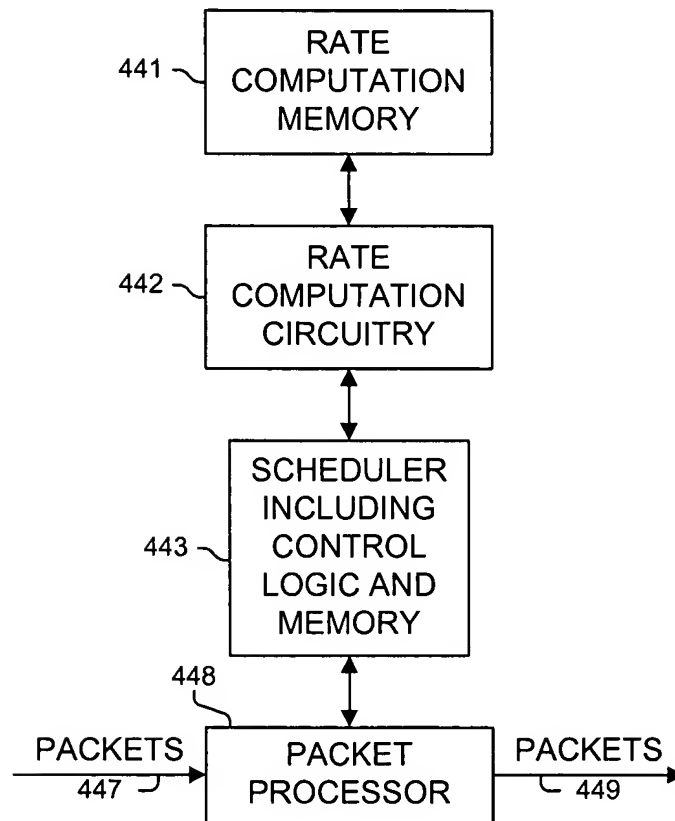 441
RATE
COMPUTATION
MEMORY
442
RATE
COMPUTATION
CIRCUITRY
443
SCHEDULER
INCLUDING
CONTROL
LOGIC AND
MEMORY
448
PACKETS
447
PACKET
PROCESSOR
PACKETS
449